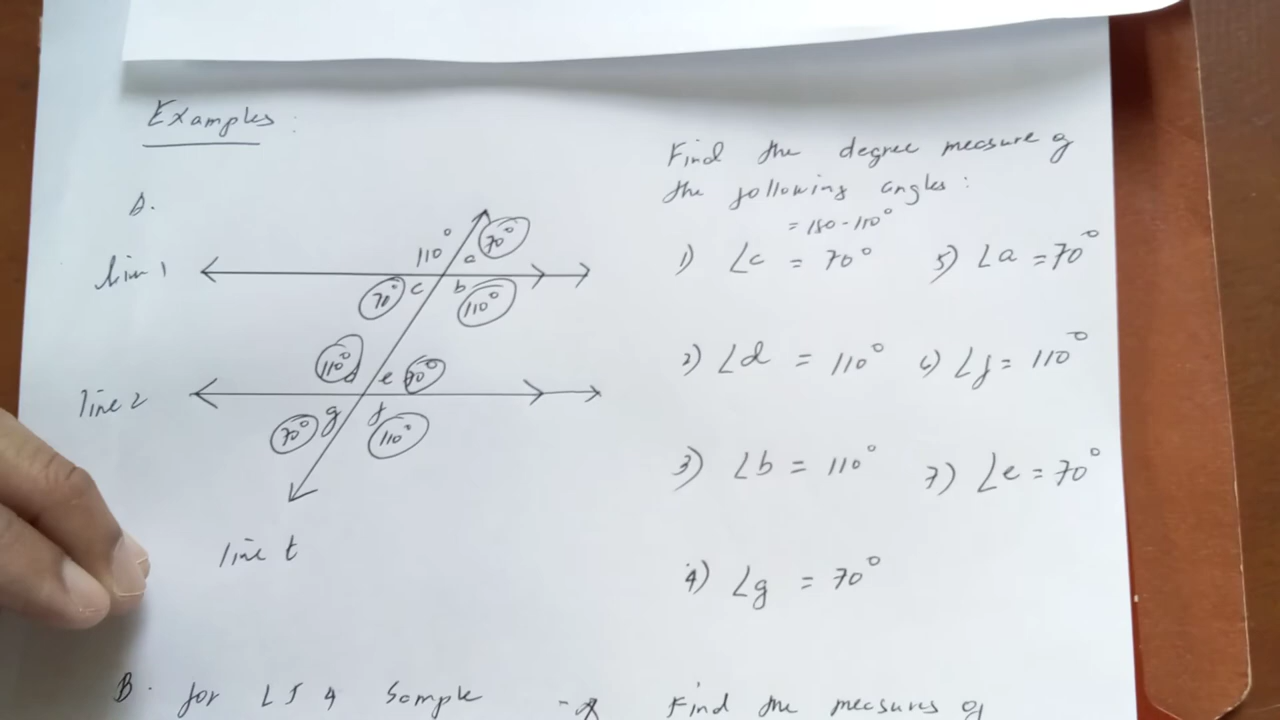 Examples:
A.
line 1
110° a 70°
70° c b 110°
110° d e 70°
line 2
70° g f 110°
line t
Find the degree measure of
the following angles:
= 180-110°
1) ∠c = 70° 5) ∠a = 70°
2) ∠d = 110° 6) ∠f = 110°
3) ∠b = 110° 7) ∠e = 70°
4) ∠g = 70°
B. for
Sample
Find the measures of